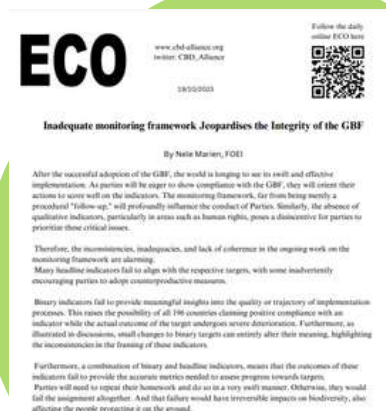 ECO
www.cbd-alliance.org
twitter: CBD_Alliance
19/10/2023
Follow the daily
online ECO here
Inadequate monitoring framework Jeopardises the Integrity of the GBF
By Nele Marien, FOEI
After the successful adoption of the GBF, the world is longing to see its swift and effective
implementation. As parties will be eager to show compliance with the GBF, they will orient their
actions to score well on the indicators. The monitoring framework, far from being merely a
procedural "follow-up," will profoundly influence the conduct of Parties. Similarly, the absence of
qualitative indicators, particularly in areas such as human rights, poses a disincentive for parties to
prioritize these critical issues.
Therefore, the inconsistencies, inadequacies, and lack of coherence in the ongoing work on the
monitoring framework are alarming.
Many headline indicators fail to align with the respective targets, with some inadvertently
encouraging parties to adopt counterproductive measures.
Binary indicators fail to provide meaningful insights into the quality or trajectory of implementation
processes. This raises the possibility of all 196 countries claiming positive compliance with an
indicator while the actual outcome of the target undergoes severe deterioration. Furthermore, as
illustrated in discussions, small changes to binary targets can entirely alter their meaning, highlighting
the inconsistencies in the framing of these indicators.
Furthermore, a combination of binary and headline indicators, means that the outcomes of these
indicators fail to provide the accurate metrics needed to assess progress towards targets.
Parties will need to repeat their homework and do so in a very swift manner. Otherwise, they would
fail the assignment altogether. And that failure would have irreversible impacts on biodiversity, also
affecting the people protecting it on the ground.